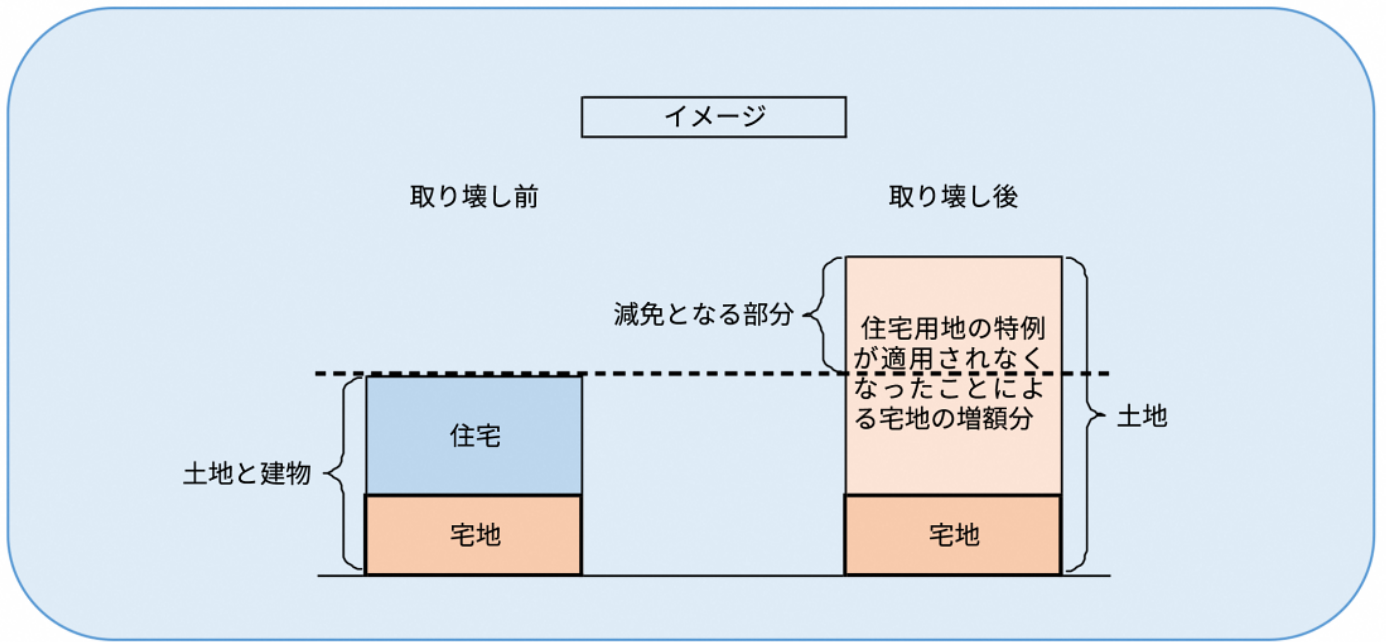 イメージ
取り壊し前
取り壊し後
減免となる部分
住宅用地の特例
が適用されなく
なったことによ
る宅地の増額分
土地
住宅
土地と建物
宅地
宅地